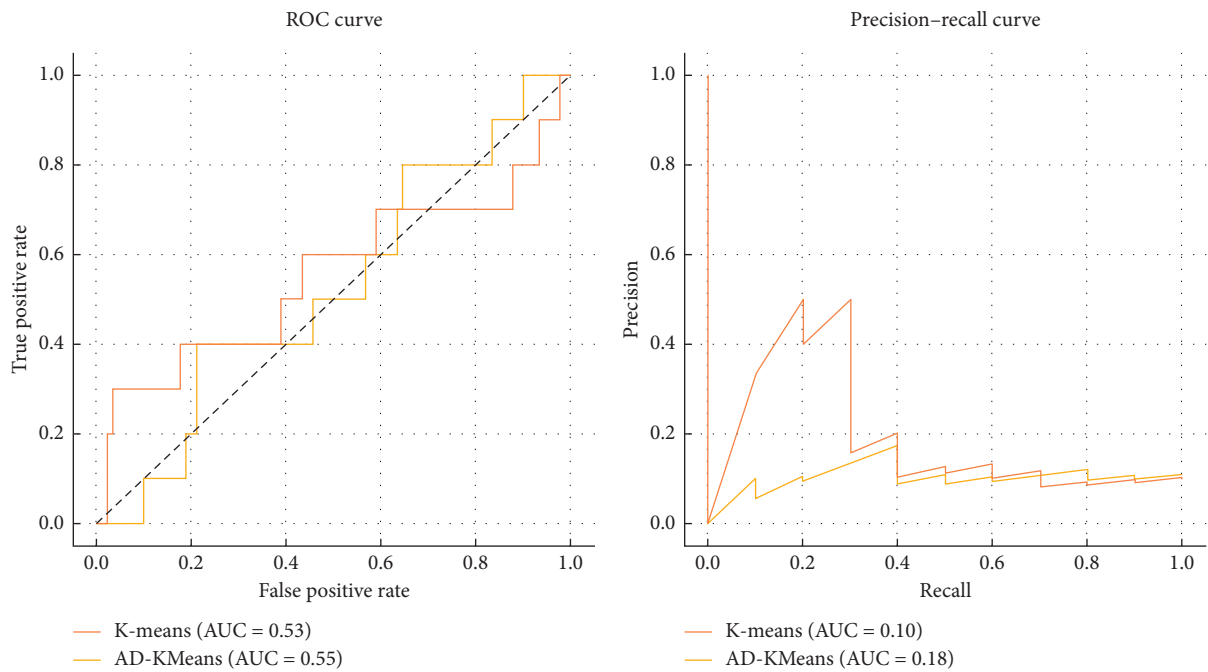 ROC curve
1.0
0.8
0.6
0.4
0.2
0.0
True positive rate
0.0 0.2 0.4 0.6 0.8 1.0
False positive rate
K-means (AUC = 0.53)
AD-KMeans (AUC = 0.55)
Precision–recall curve
1.0
0.8
0.6
0.4
0.2
0.0
Precision
0.0 0.2 0.4 0.6 0.8 1.0
Recall
K-means (AUC = 0.10)
AD-KMeans (AUC = 0.18)